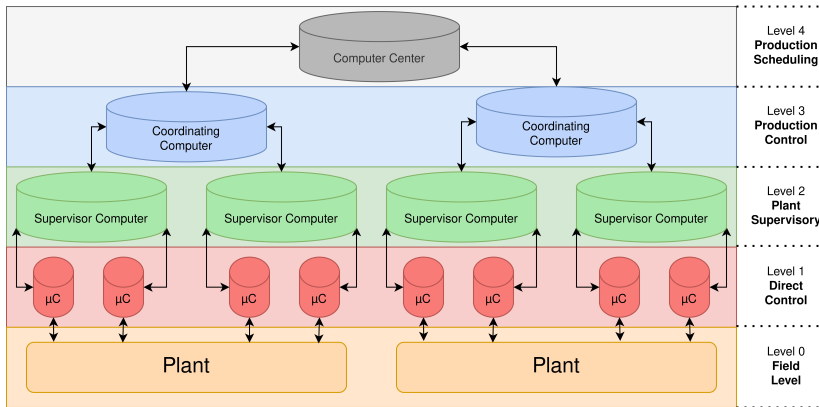 Computer Center
Level 4
Production
Scheduling
Coordinating
Computer
Coordinating
Computer
Level 3
Production
Control
Supervisor Computer
Supervisor Computer
Supervisor Computer
Supervisor Computer
Level 2
Plant
Supervisory
µC
µC
µC
µC
µC
µC
µC
µC
Level 1
Direct
Control
Plant
Plant
Level 0
Field
Level